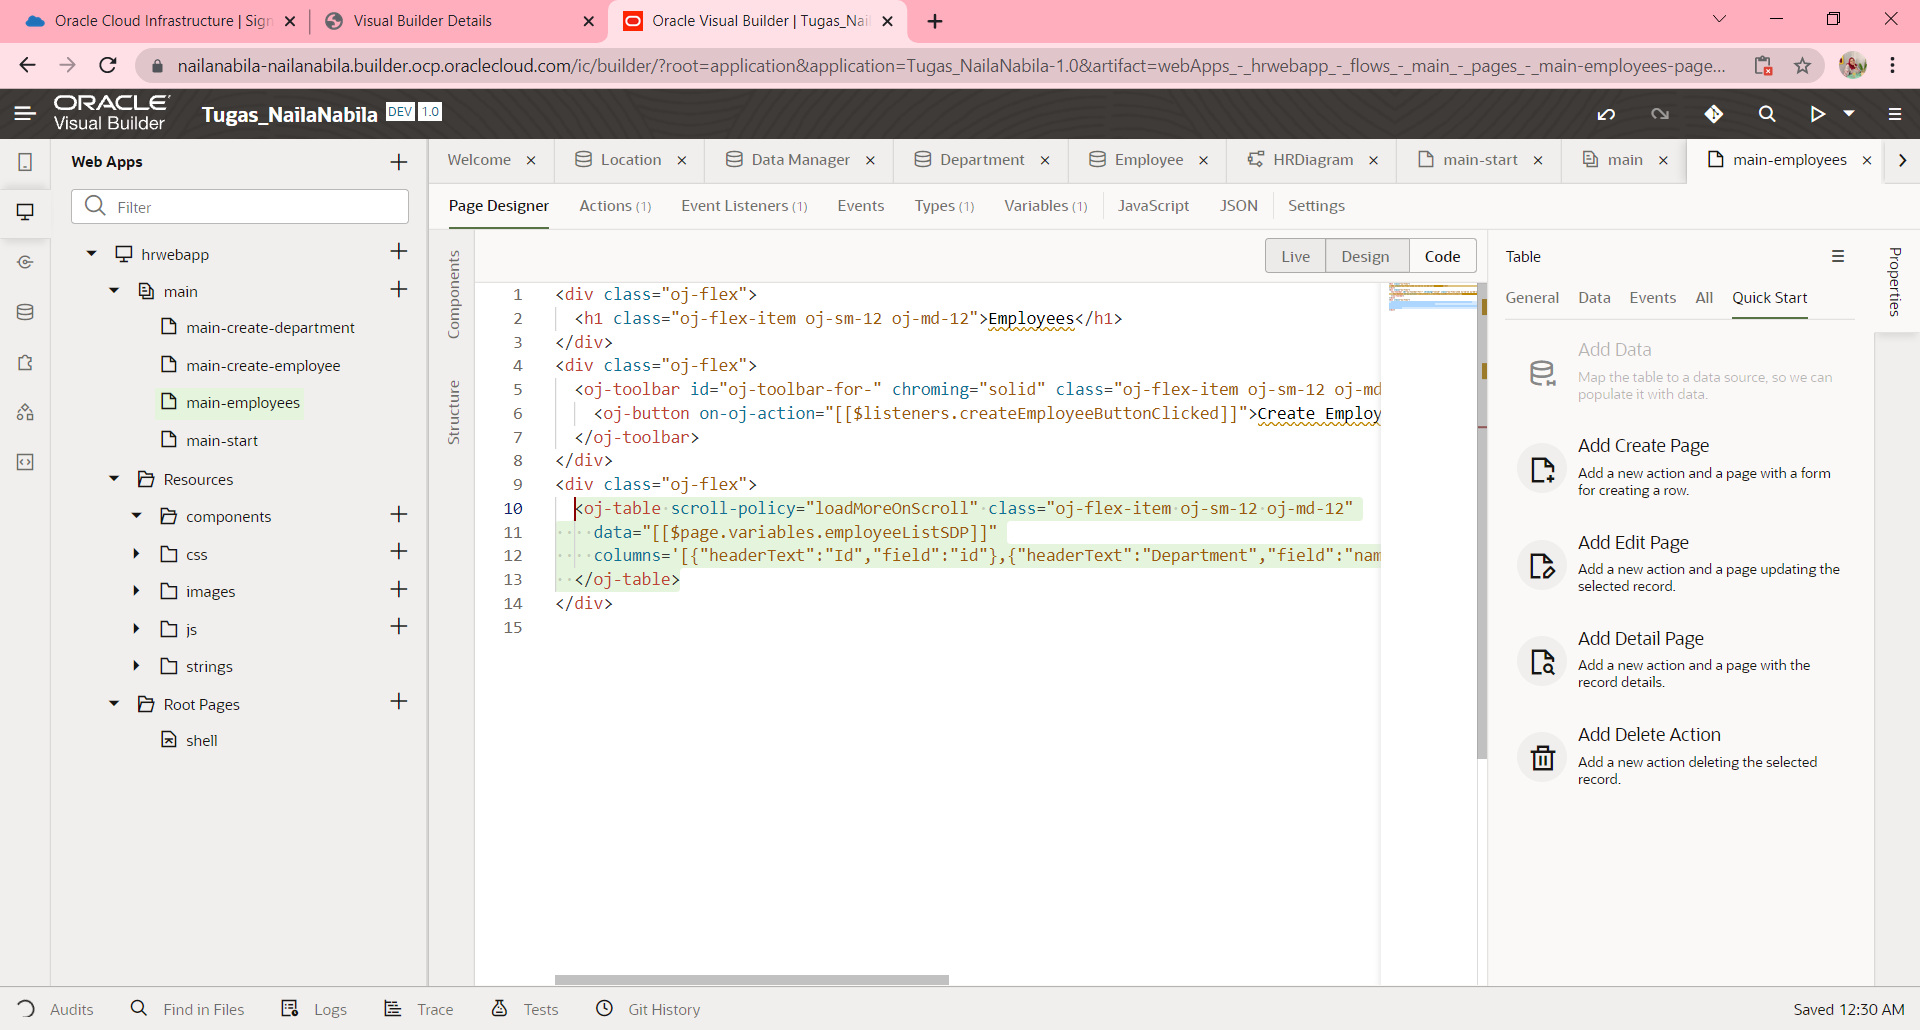 Oracle Cloud Infrastructure | Sign
Visual Builder Details
Oracle Visual Builder | Tugas_Nail
nailanabila-nailanabila.builder.ocp.oraclecloud.com/ic/builder/?root=application&application=Tugas_NailaNabila-1.0&artifact=webApps_-_hrwebapp_-_flows_-_main_-_pages_-_main-employees-page...
ORACLE
Visual Builder
Tugas_NailaNabila DEV 1.0
Web Apps
Filter
hrwebapp
main
main-create-department
main-create-employee
main-employees
main-start
Resources
components
css
images
js
strings
Root Pages
shell
Welcome
Location
Data Manager
Department
Employee
HRDiagram
main-start
main
main-employees
Page Designer
Actions (1)
Event Listeners (1)
Events
Types (1)
Variables (1)
JavaScript
JSON
Settings
Components
Structure
Live
Design
Code
1 <div class="oj-flex">
2 <h1 class="oj-flex-item oj-sm-12 oj-md-12">Employees</h1>
3 </div>
4 <div class="oj-flex">
5 <oj-toolbar id="oj-toolbar-for-" chroming="solid" class="oj-flex-item oj-sm-12 oj-md
6 <oj-button on-oj-action="[[$listeners.createEmployeeButtonClicked]]">Create Employ
7 </oj-toolbar>
8 </div>
9 <div class="oj-flex">
10 <oj-table scroll-policy="loadMoreOnScroll" class="oj-flex-item oj-sm-12 oj-md-12"
11 data="[[$page.variables.employeeListSDP]]"
12 columns='[{"headerText":"Id","field":"id"},{"headerText":"Department","field":"nam
13 </oj-table>
14 </div>
15
Table
General
Data
Events
All
Quick Start
Properties
Add Data
Map the table to a data source, so we can
populate it with data.
Add Create Page
Add a new action and a page with a form
for creating a row.
Add Edit Page
Add a new action and a page updating the
selected record.
Add Detail Page
Add a new action and a page with the
record details.
Add Delete Action
Add a new action deleting the selected
record.
Audits
Find in Files
Logs
Trace
Tests
Git History
Saved 12:30 AM